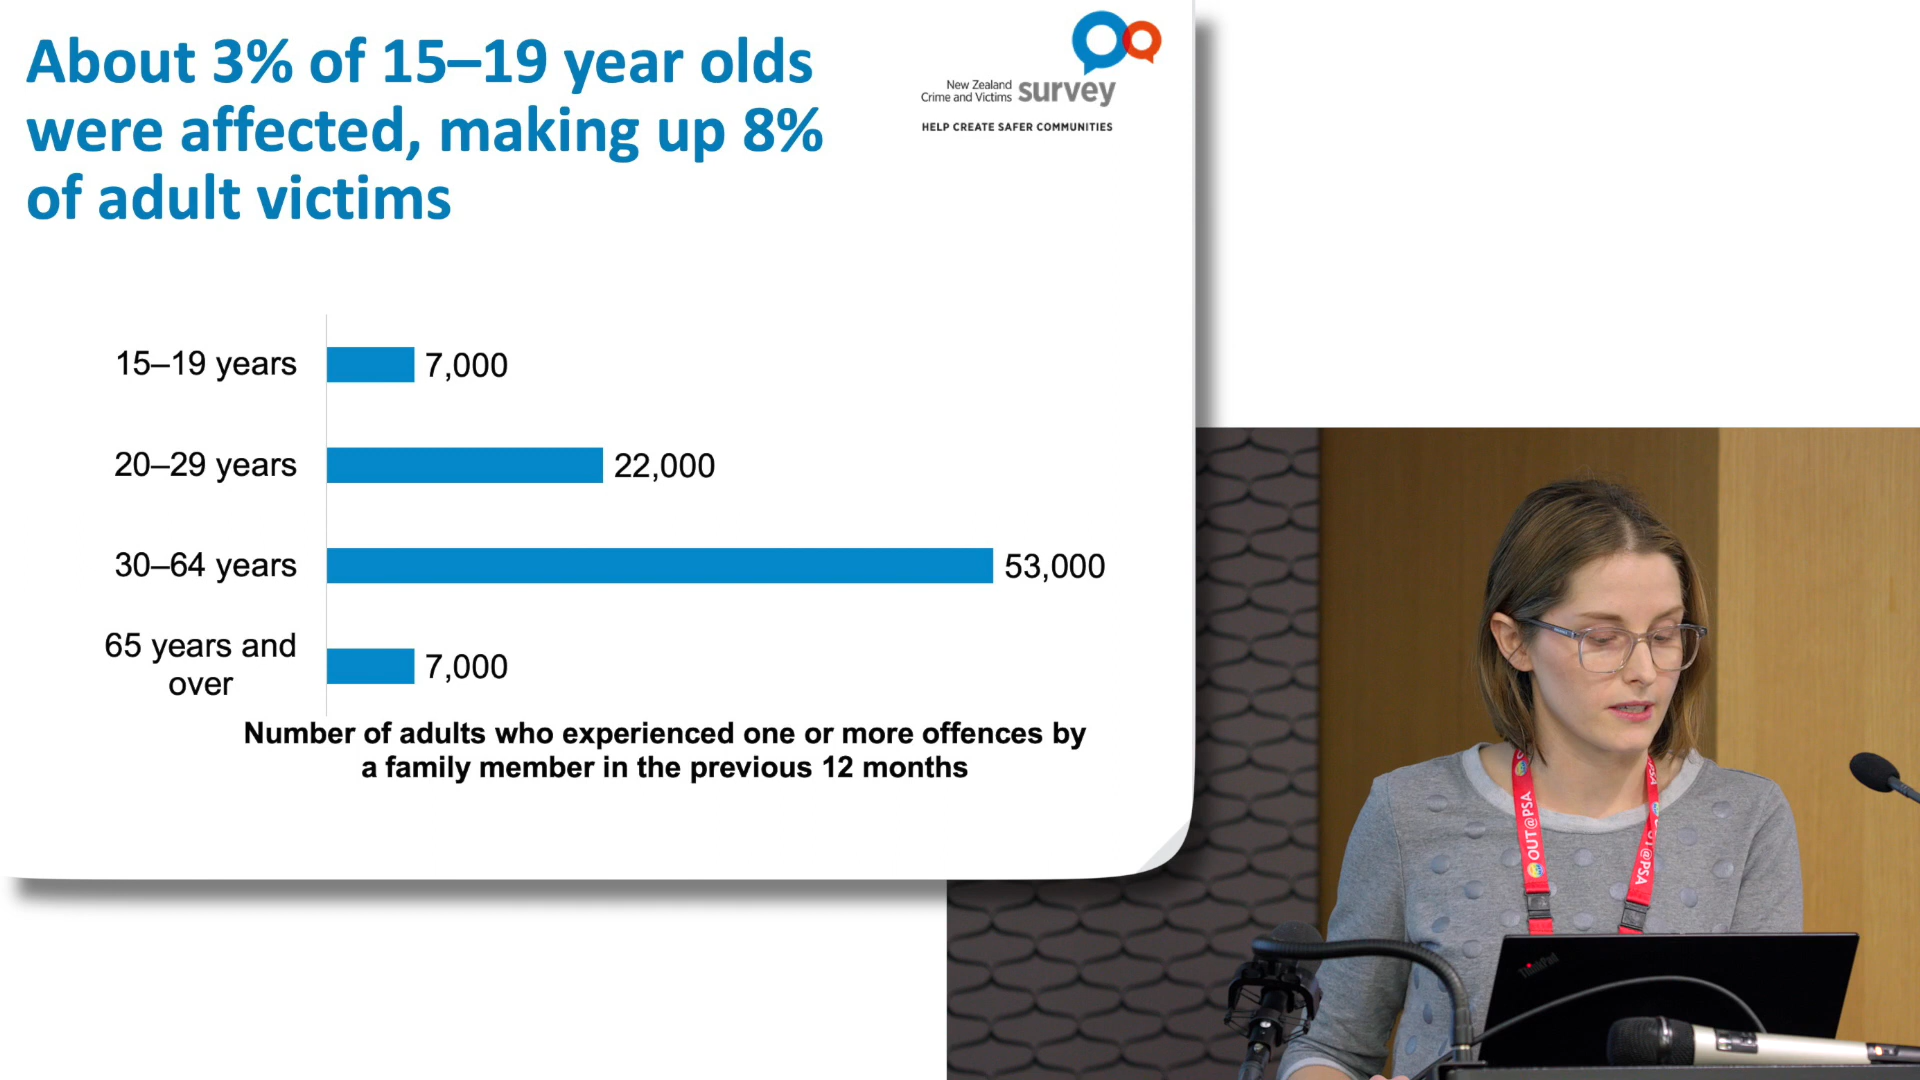 About 3% of 15–19 year olds
were affected, making up 8%
of adult victims
New Zealand
Crime and Victims survey
HELP CREATE SAFER COMMUNITIES
15–19 years 7,000
20–29 years 22,000
30–64 years 53,000
65 years and
over 7,000
Number of adults who experienced one or more offences by
a family member in the previous 12 months
OUT@PSA
OUT@PSA
ThinkPad